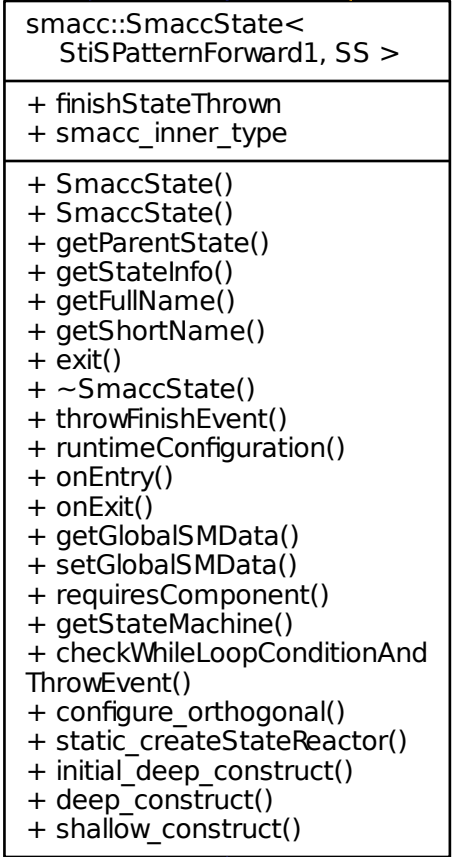 smacc::SmaccState<
StiSPatternForward1, SS >
+ finishStateThrown
+ smacc_inner_type
+ SmaccState()
+ SmaccState()
+ getParentState()
+ getStateInfo()
+ getFullName()
+ getShortName()
+ exit()
+ ~SmaccState()
+ throwFinishEvent()
+ runtimeConfiguration()
+ onEntry()
+ onExit()
+ getGlobalSMData()
+ setGlobalSMData()
+ requiresComponent()
+ getStateMachine()
+ checkWhileLoopConditionAnd
ThrowEvent()
+ configure_orthogonal()
+ static_createStateReactor()
+ initial_deep_construct()
+ deep_construct()
+ shallow_construct()